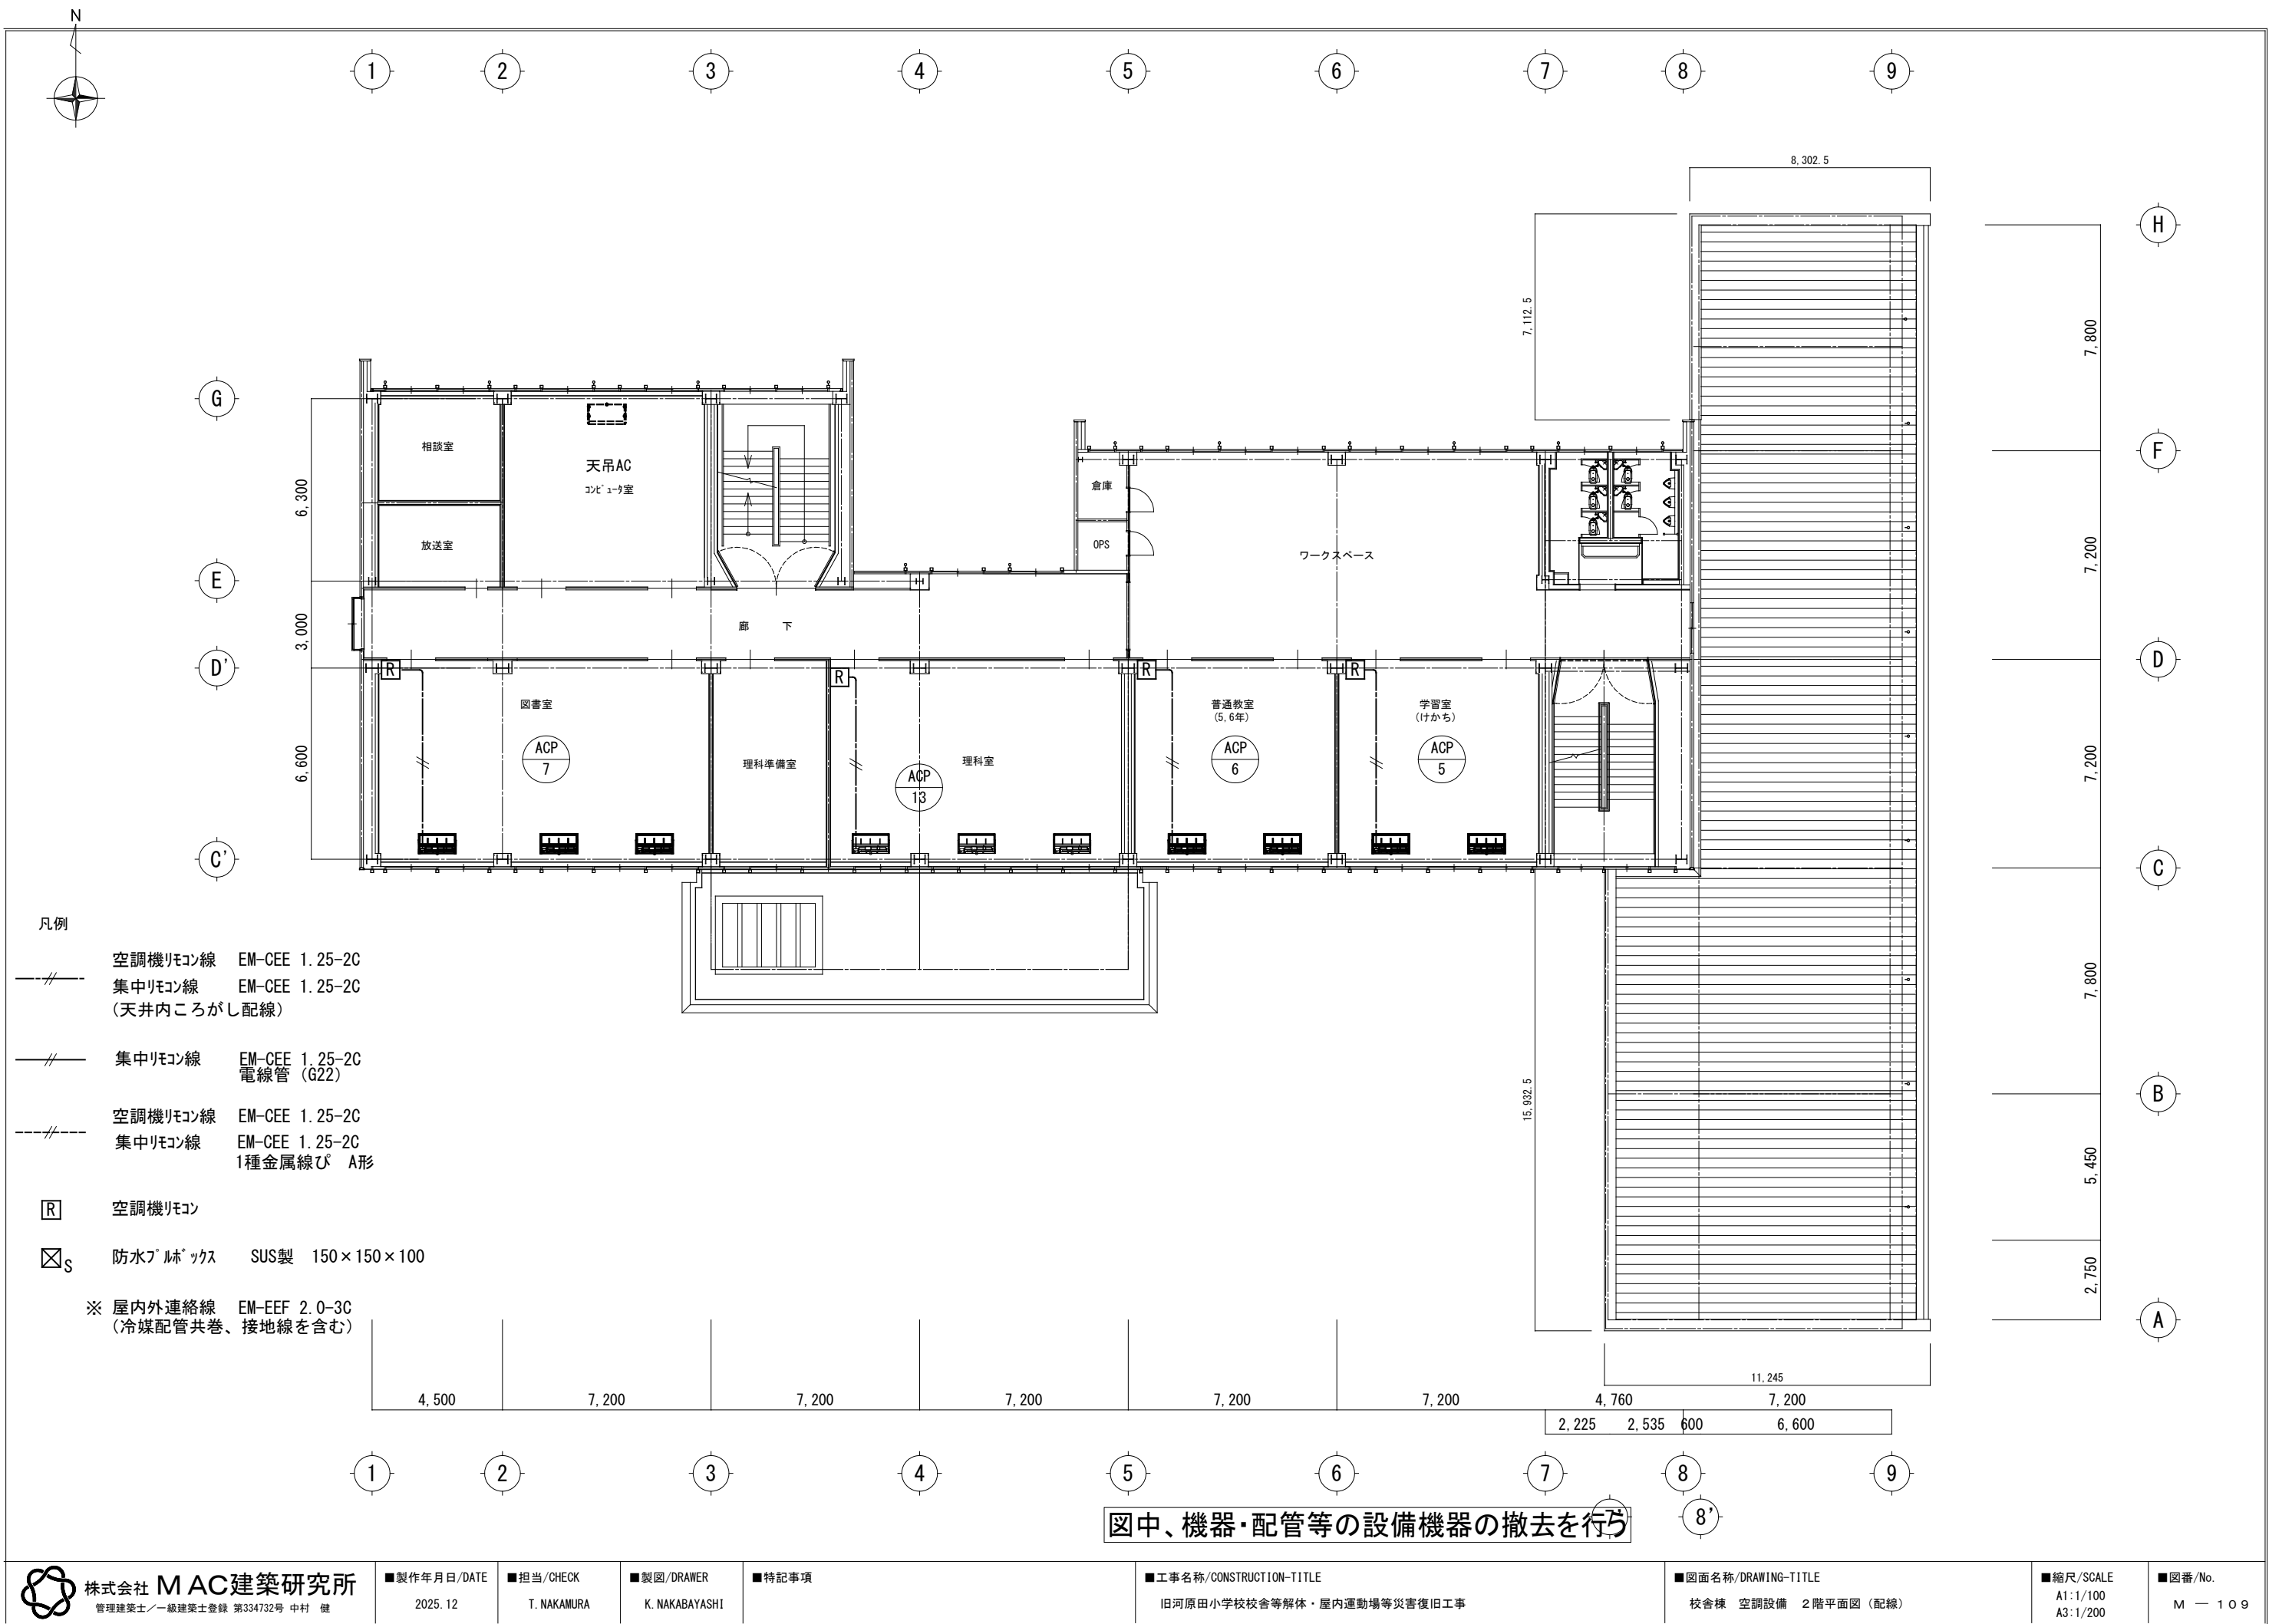 N
1 2 3 4 5 6 7 8 9
8,302.5
H
7,112.5
7,800
G
F
相談室
天吊AC
コンピュータ室
倉庫
6,300
放送室
OPS
ワークスペース
7,200
E
3,000
廊 下
D'
D
R R R R
図書室
普通教室
(5,6年)
学習室
(けかち)
ACP
7
理科準備室
理科室
ACP
13
ACP
6
ACP
5
6,600
7,200
C'
C
凡例
空調機リモコン線 EM-CEE 1.25-2C
集中リモコン線 EM-CEE 1.25-2C
(天井内ころがし配線)
7,800
集中リモコン線 EM-CEE 1.25-2C
電線管 (G22)
15,932.5
B
空調機リモコン線 EM-CEE 1.25-2C
集中リモコン線 EM-CEE 1.25-2C
1種金属線ぴ A形
5,450
R 空調機リモコン
S 防水プルボックス SUS製 150×150×100
2,750
※ 屋内外連絡線 EM-EEF 2.0-3C
(冷媒配管共巻、接地線を含む)
A
11,245
4,500 7,200 7,200 7,200 7,200 7,200 4,760 7,200
2,225 2,535 600 6,600
1 2 3 4 5 6 7 8 9
7' 8'
図中、機器・配管等の設備機器の撤去を行う
株式会社 MAC建築研究所
管理建築士/一級建築士登録 第334732号 中村 健
■製作年月日/DATE
2025.12
■担当/CHECK
T.NAKAMURA
■製図/DRAWER
K.NAKABAYASHI
■特記事項
■工事名称/CONSTRUCTION-TITLE
旧河原田小学校校舎等解体・屋内運動場等災害復旧工事
■図面名称/DRAWING-TITLE
校舎棟 空調設備 2階平面図(配線)
■縮尺/SCALE
A1:1/100
A3:1/200
■図番/No.
M ー 109